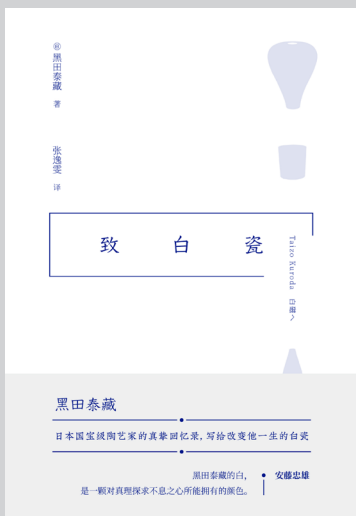 ㊐黑田泰藏 著
张逸雯 译
致白瓷
Taizo Kuroda 白磁へ
黑田泰藏
日本国宝级陶艺家的真挚回忆录，写给改变他一生的白瓷
黑田泰藏的白，
是一颗对真理探求不息之心所能拥有的颜色。
安藤忠雄